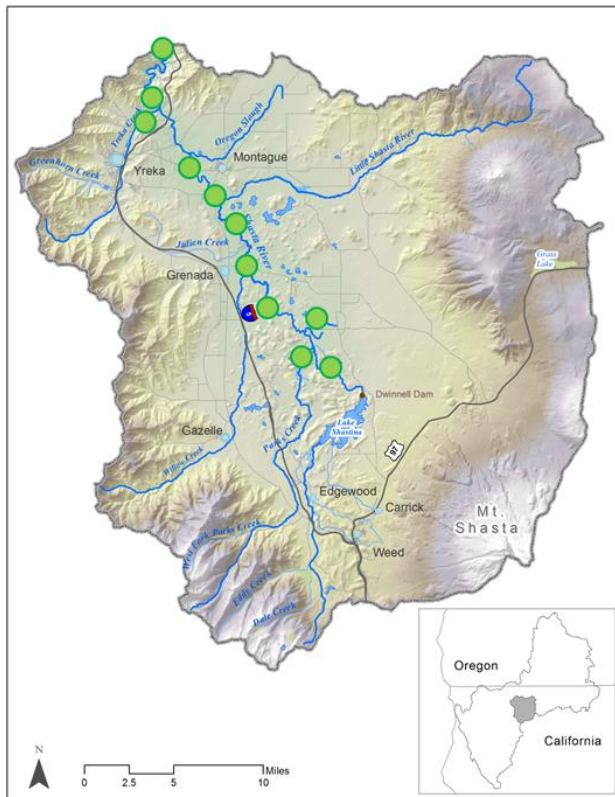 Yreka Creek
Oregon Slough
Greenhorn Creek
Yreka
Montague
Little Shasta River
Shasta River
Julien Creek
Grenada
Grass
Lake
5
Dwinnell Dam
Lake
Shastina
Gazelle
Parks Creek
97
Willow Creek
Edgewood
Carrick
Mt.
Shasta
Weed
West Fork Parks Creek
Eddy Creek
Dale Creek
Oregon
California
N
Miles
0 2.5 5 10